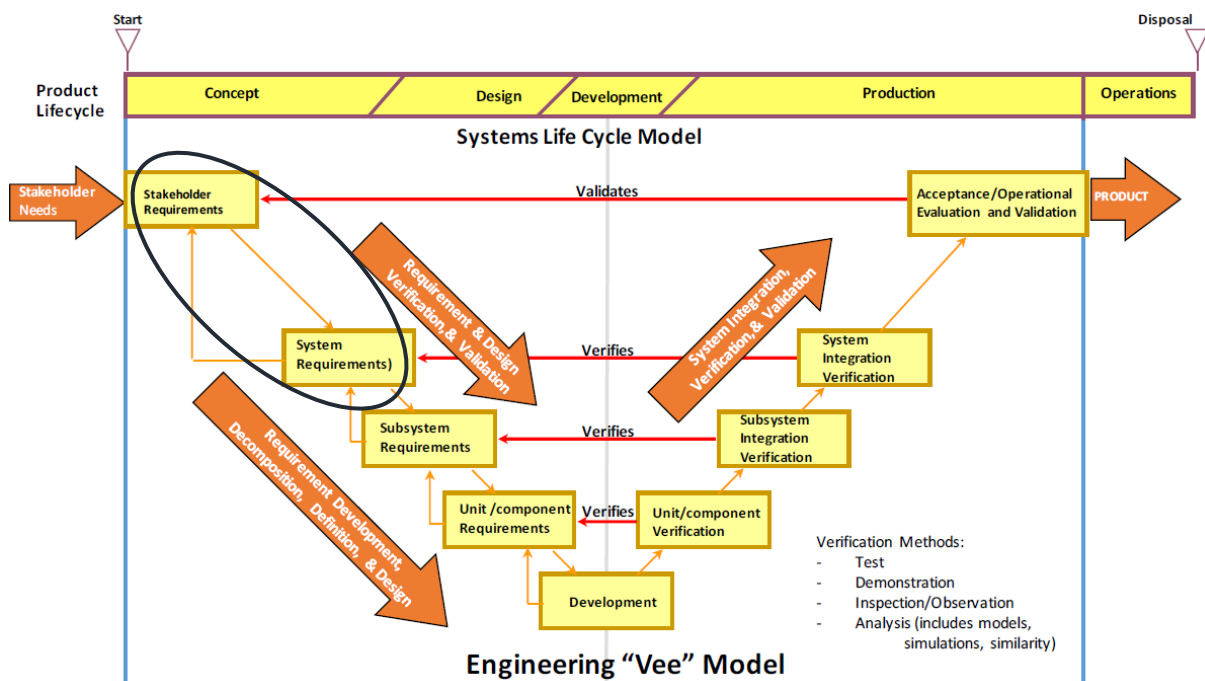 Start
Disposal
Product
Lifecycle
Concept
Design
Development
Production
Operations
Systems Life Cycle Model
Stakeholder
Needs
Stakeholder
Requirements
Validates
Acceptance/Operational
Evaluation and Validation
PRODUCT
Requirement & Design
Verification, & Validation
System Integration,
Verification, & Validation
System
Requirements)
Verifies
System
Integration
Verification
Requirement Development,
Decomposition, Definition, & Design
Subsystem
Requirements
Verifies
Subsystem
Integration
Verification
Unit /component
Requirements
Verifies
Unit/component
Verification
Development
Verification Methods:
- Test
- Demonstration
- Inspection/Observation
- Analysis (includes models,
simulations, similarity)
Engineering “Vee” Model